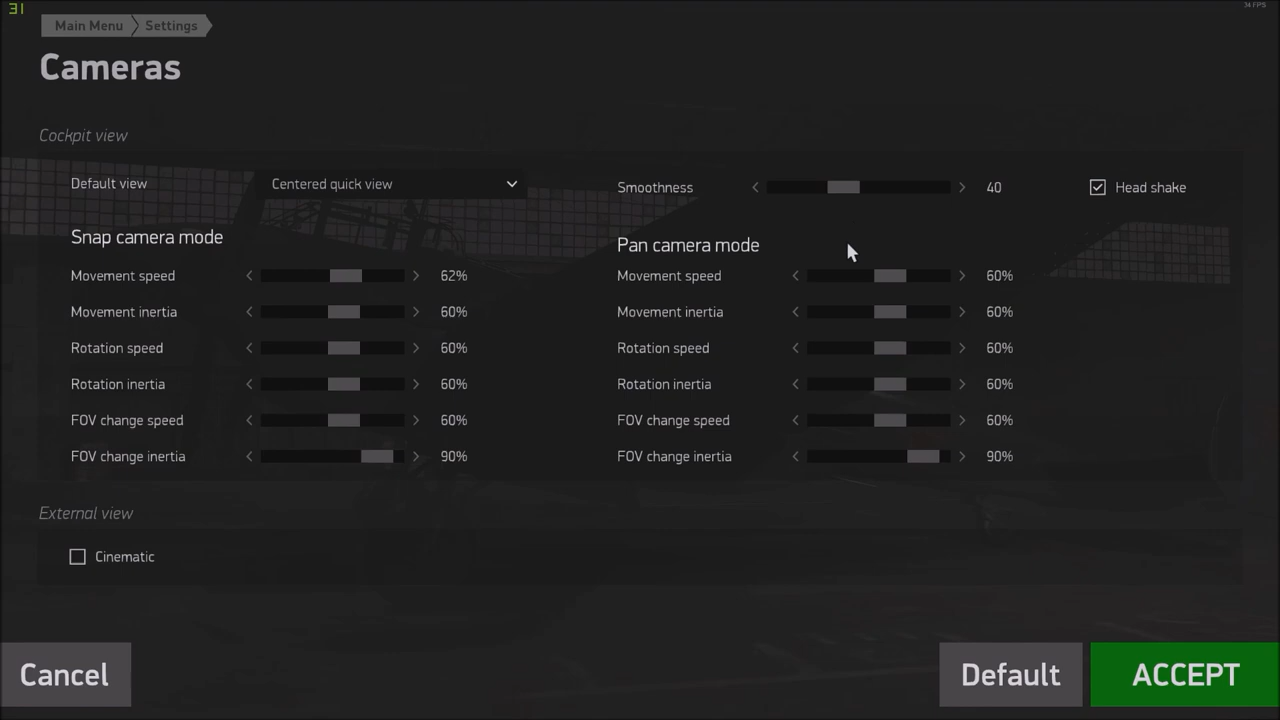 31
34 FPS
Main Menu Settings
Cameras
Cockpit view
Default view Centered quick view Smoothness 40 Head shake
Snap camera mode Pan camera mode
Movement speed 62% Movement speed 60%
Movement inertia 60% Movement inertia 60%
Rotation speed 60% Rotation speed 60%
Rotation inertia 60% Rotation inertia 60%
FOV change speed 60% FOV change speed 60%
FOV change inertia 90% FOV change inertia 90%
External view
Cinematic
Cancel Default ACCEPT